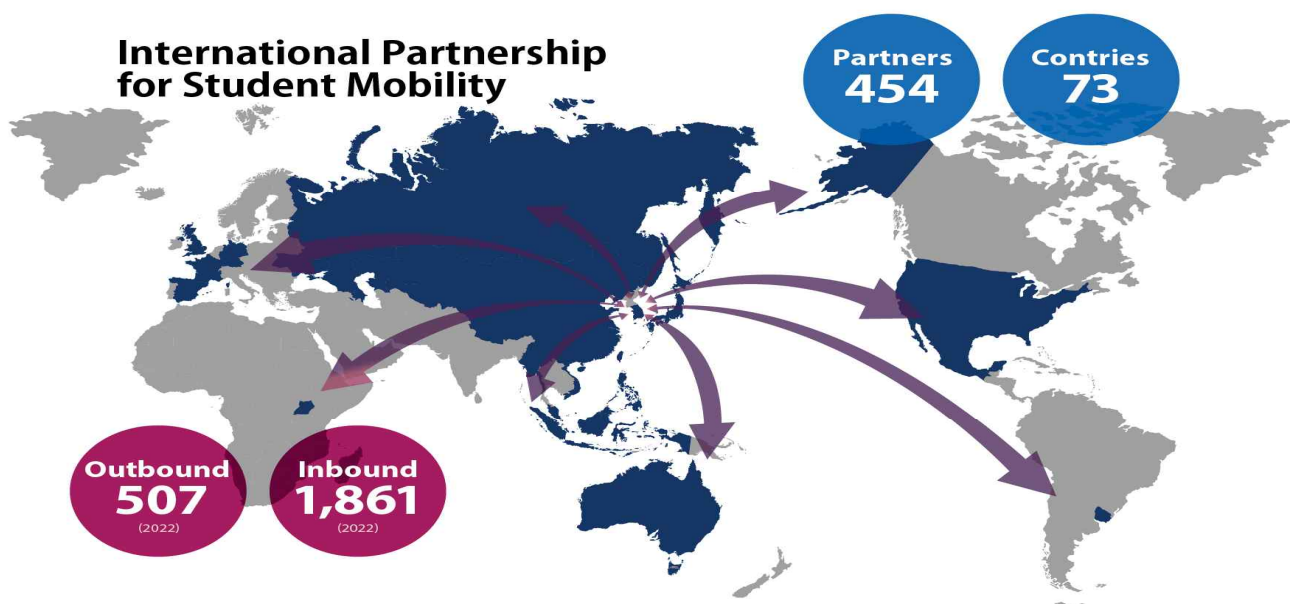 International Partnership
for Student Mobility
Partners
454
Contries
73
Outbound
507
(2022)
Inbound
1,861
(2022)